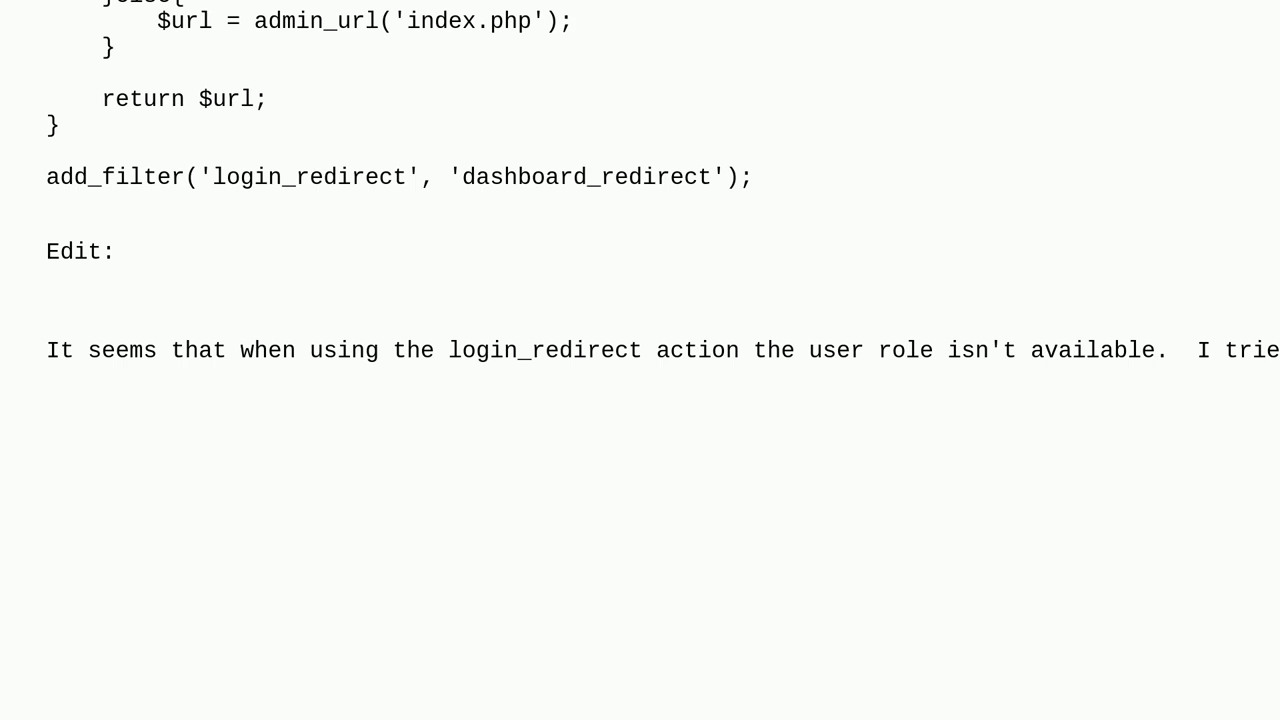 }else{
$url = admin_url('index.php');
}
return $url;
}
add_filter('login_redirect', 'dashboard_redirect');
Edit:
It seems that when using the login_redirect action the user role isn't available.  I trie